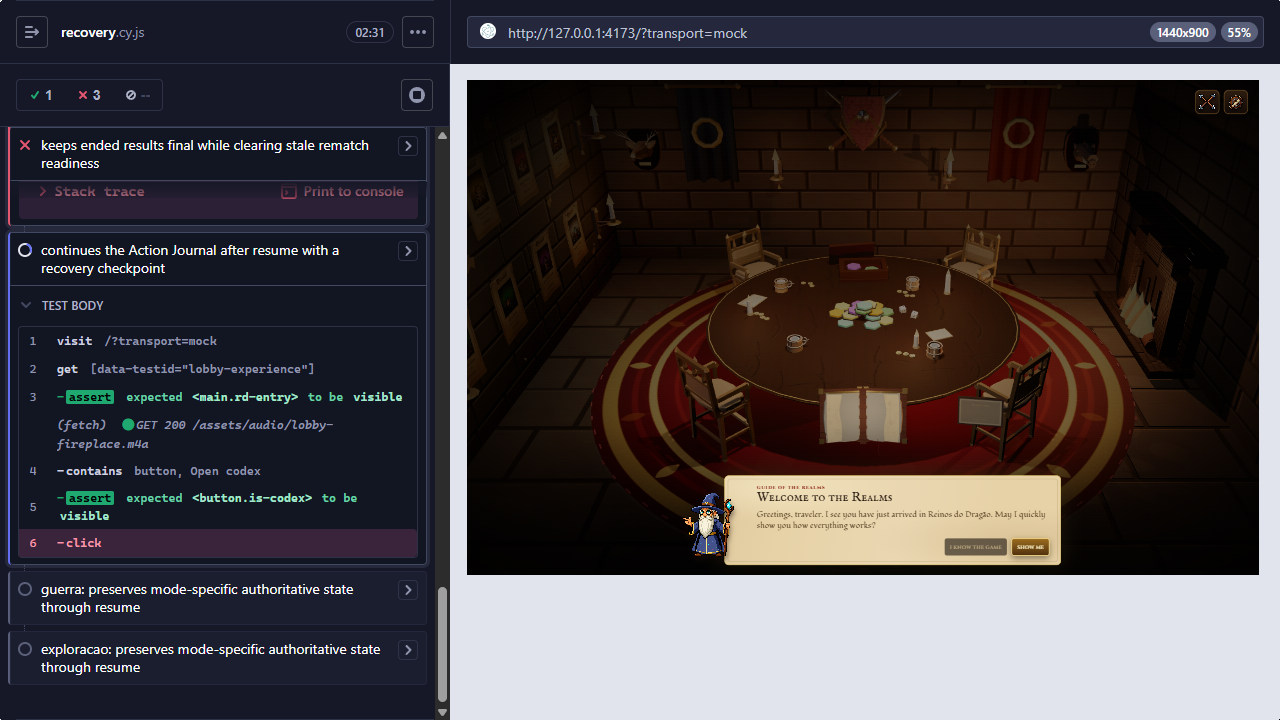 recovery.cy.js
02:31
1
3
--
keeps ended results final while clearing stale rematch
readiness
Stack trace
Print to console
continues the Action Journal after resume with a
recovery checkpoint
TEST BODY
1 visit /?transport=mock
2 get [data-testid="lobby-experience"]
3 -assert expected <main.rd-entry> to be visible
(fetch) GET 200 /assets/audio/lobby-
fireplace.m4a
4 -contains button, Open codex
5 -assert expected <button.is-codex> to be
visible
6 -click
guerra: preserves mode-specific authoritative state
through resume
exploracao: preserves mode-specific authoritative state
through resume
http://127.0.0.1:4173/?transport=mock
1440x900
55%
GUIDE OF THE REALMS
Welcome to the Realms
Greetings, traveler. I see you have just arrived in Reinos do Dragão. May I quickly
show you how everything works?
I KNOW THE GAME
SHOW ME